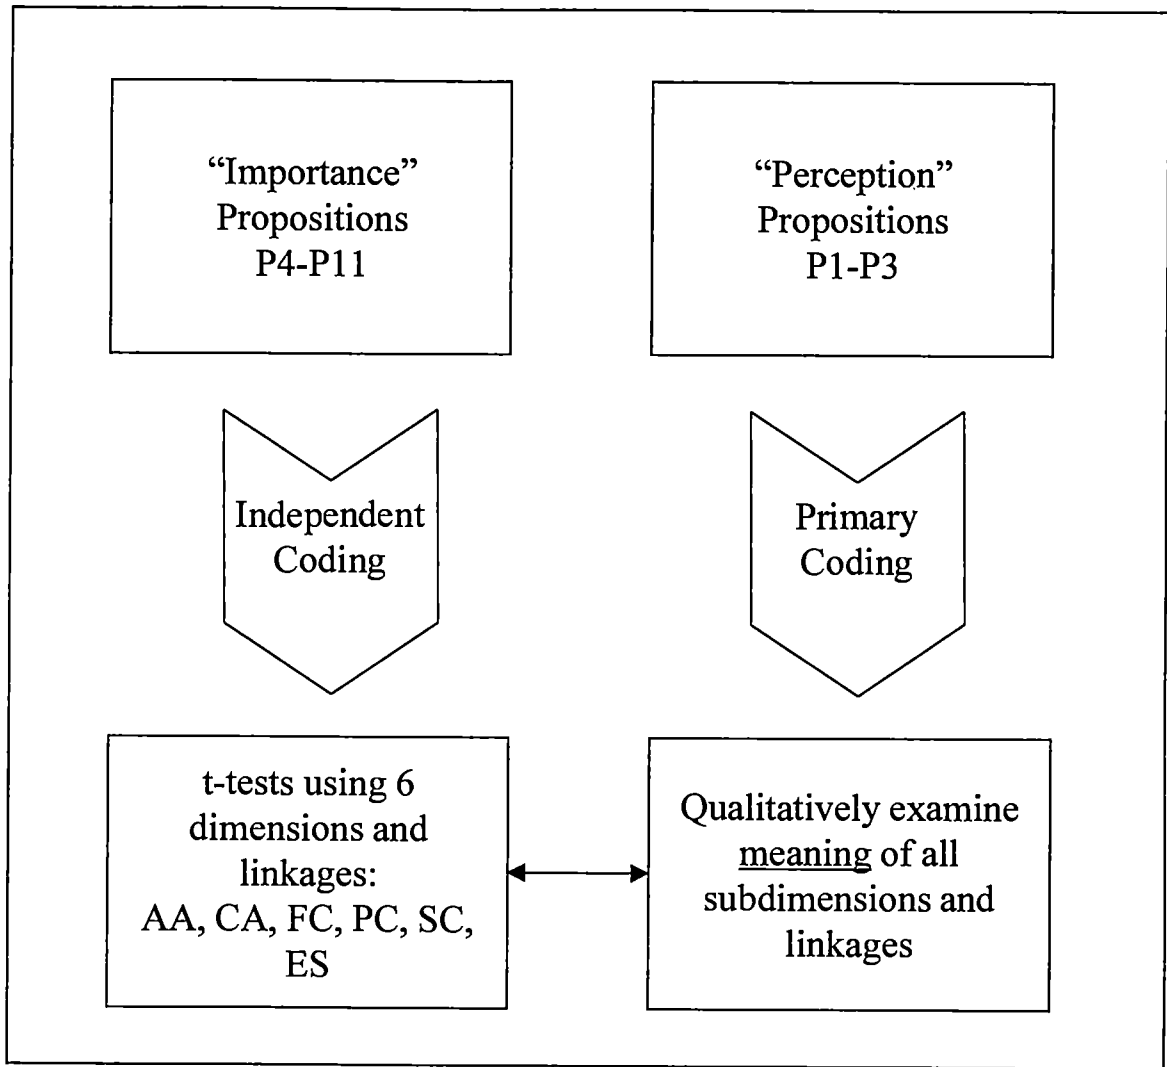 “Importance”
Propositions
P4-P11
“Perception”
Propositions
P1-P3
Independent
Coding
Primary
Coding
t-tests using 6
dimensions and
linkages:
AA, CA, FC, PC, SC,
ES
Qualitatively examine
meaning of all
subdimensions and
linkages